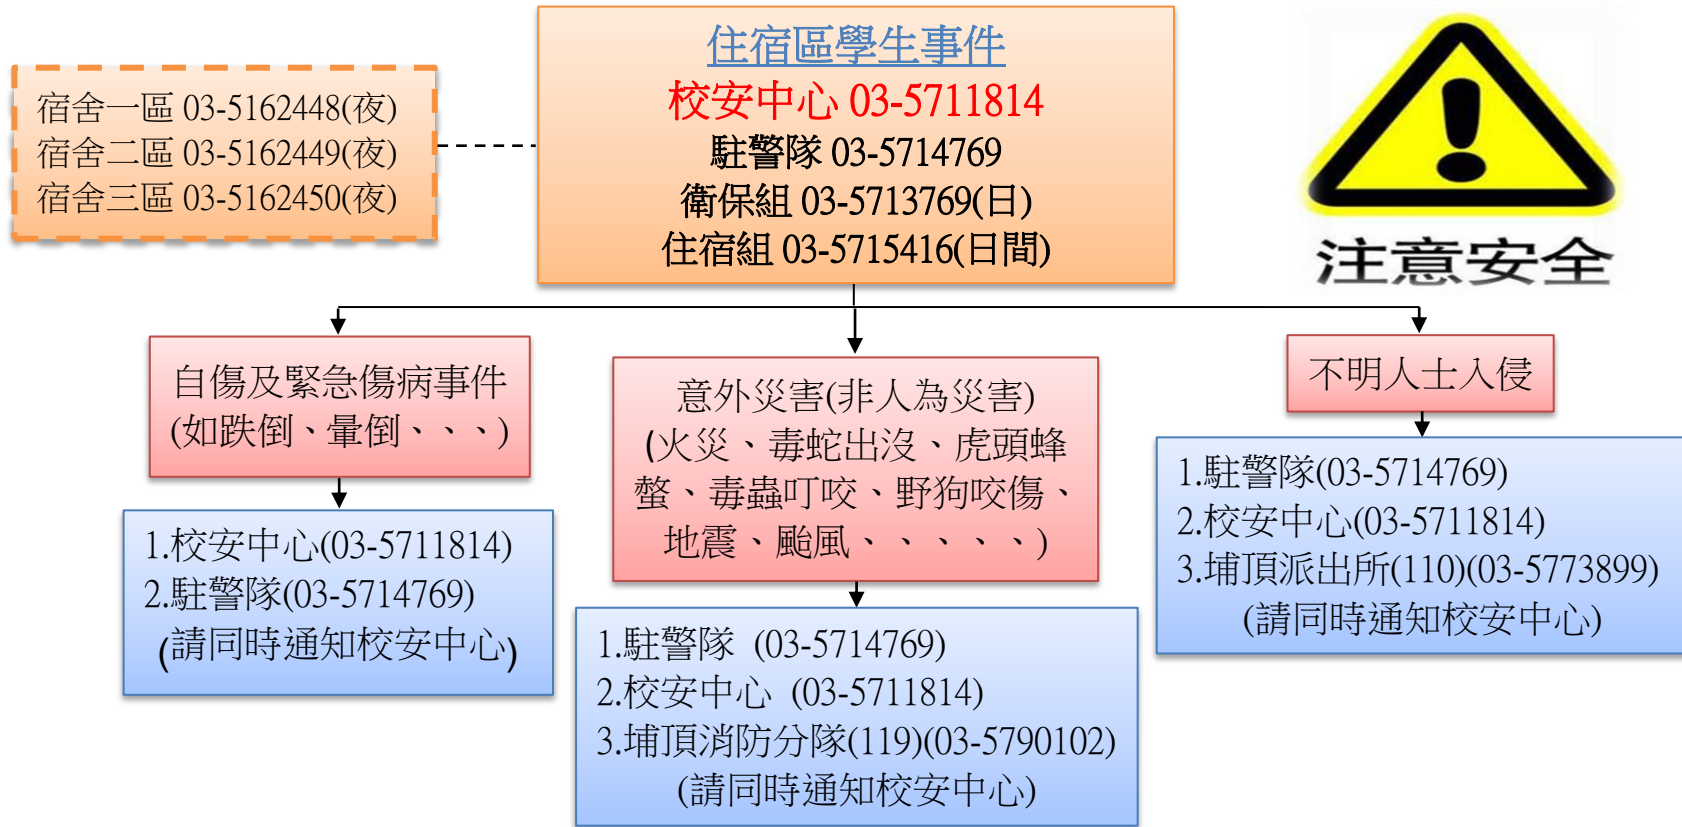 住宿區學生事件
校安中心 03-5711814
駐警隊 03-5714769
衛保組 03-5713769(日)
住宿組 03-5715416(日間)
宿舍一區 03-5162448(夜)
宿舍二區 03-5162449(夜)
宿舍三區 03-5162450(夜)
注意安全
自傷及緊急傷病事件
(如跌倒、暈倒、、、)
1.校安中心(03-5711814)
2.駐警隊(03-5714769)
(請同時通知校安中心)
意外災害(非人為災害)
(火災、毒蛇出沒、虎頭蜂
螫、毒蟲叮咬、野狗咬傷、
地震、颱風、、、、、)
1.駐警隊 (03-5714769)
2.校安中心 (03-5711814)
3.埔頂消防分隊(119)(03-5790102)
(請同時通知校安中心)
不明人士入侵
1.駐警隊(03-5714769)
2.校安中心(03-5711814)
3.埔頂派出所(110)(03-5773899)
(請同時通知校安中心)